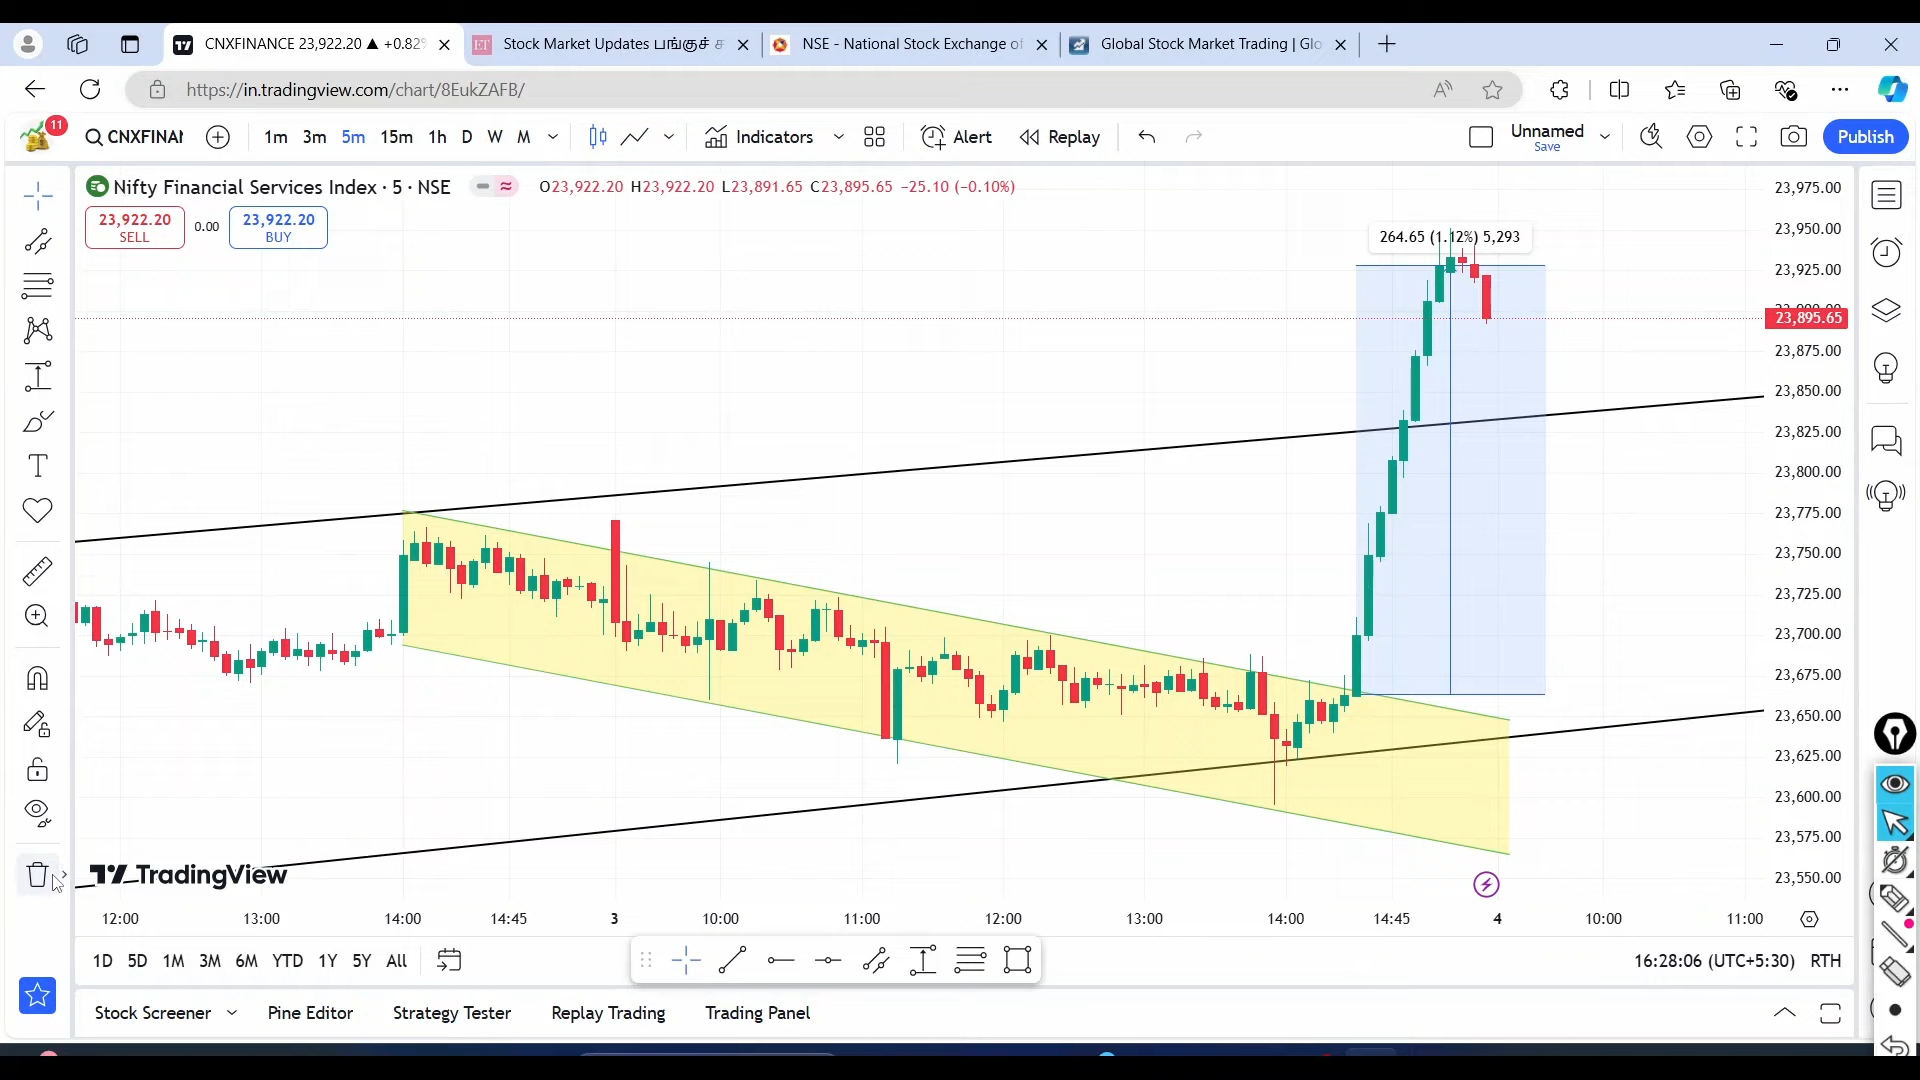 CNXFINANCE 23,922.20 ▲ +0.82%
Stock Market Updates பங்குச்
NSE - National Stock Exchange of
Global Stock Market Trading | Glo
https://in.tradingview.com/chart/8EukZAFB/
11
CNXFINAN
1m 3m 5m 15m 1h D W M
Indicators
Alert
Replay
Unnamed
Save
Publish
Nifty Financial Services Index · 5 · NSE
O23,922.20 H23,922.20 L23,891.65 C23,895.65 −25.10 (−0.10%)
23,922.20
SELL
0.00
23,922.20
BUY
264.65 (1.12%) 5,293
23,975.00
23,950.00
23,925.00
23,895.65
23,875.00
23,850.00
23,825.00
23,800.00
23,775.00
23,750.00
23,725.00
23,700.00
23,675.00
23,650.00
23,625.00
23,600.00
23,575.00
23,550.00
TradingView
12:00 13:00 14:00 14:45 3 10:00 11:00 12:00 13:00 14:00 14:45 4 10:00 11:00
1D 5D 1M 3M 6M YTD 1Y 5Y All
16:28:06 (UTC+5:30) RTH
Stock Screener Pine Editor Strategy Tester Replay Trading Trading Panel